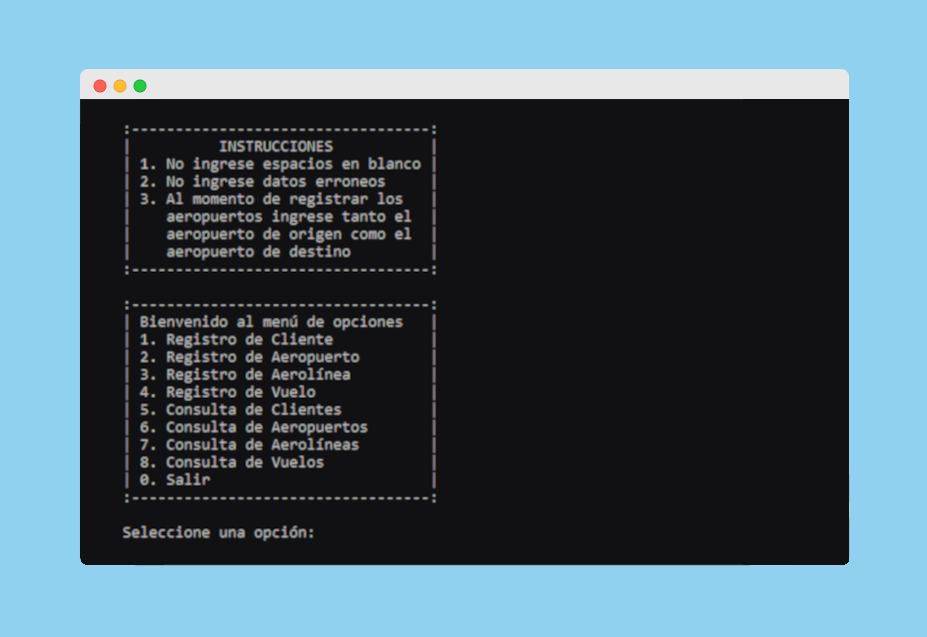 :----------------------------------:
| INSTRUCCIONES |
| 1. No ingrese espacios en blanco |
| 2. No ingrese datos erroneos |
| 3. Al momento de registrar los |
| aeropuertos ingrese tanto el |
| aeropuerto de origen como el |
| aeropuerto de destino |
:----------------------------------:
:----------------------------------:
| Bienvenido al menú de opciones |
| 1. Registro de Cliente |
| 2. Registro de Aeropuerto |
| 3. Registro de Aerolínea |
| 4. Registro de Vuelo |
| 5. Consulta de Clientes |
| 6. Consulta de Aeropuertos |
| 7. Consulta de Aerolíneas |
| 8. Consulta de Vuelos |
| 0. Salir |
:----------------------------------:
Seleccione una opción: